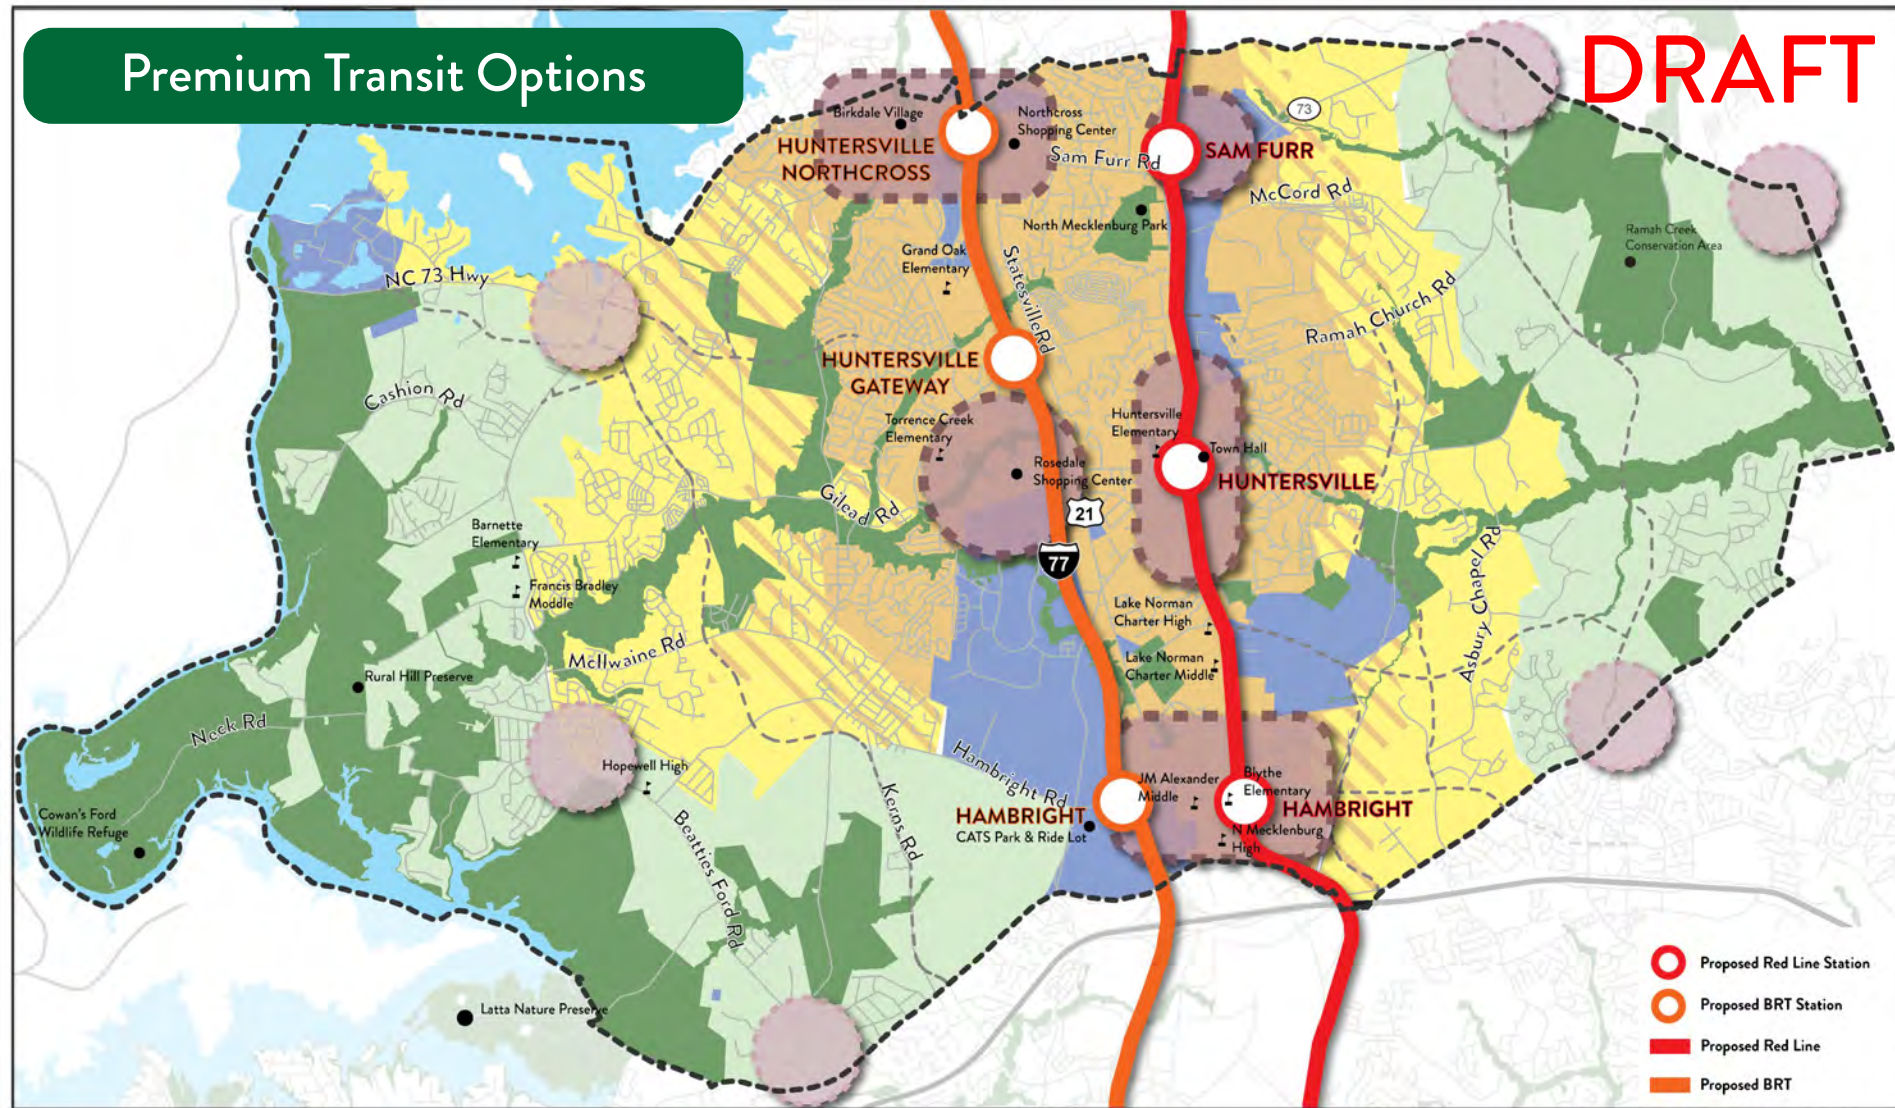 Premium Transit Options
DRAFT
Birkdale Village
Northcross
Shopping Center
HUNTERSVILLE
NORTHCROSS
Sam Furr Rd
SAM FURR
73
McCord Rd
North Mecklenburg Park
Ramah Creek
Conservation Area
Grand Oak
Elementary
Statesville Rd
NC 73 Hwy
Ramah Church Rd
HUNTERSVILLE
GATEWAY
Cashion Rd
Torrence Creek
Elementary
Huntersville
Elementary
Town Hall
Rosedale
Shopping Center
HUNTERSVILLE
Gilead Rd
21
77
Barnette
Elementary
Francis Bradley
Moddle
Asbury Chapel Rd
Lake Norman
Charter High
McIlwaine Rd
Lake Norman
Charter Middle
Rural Hill Preserve
Neck Rd
Hopewell High
Hambright Rd
JM Alexander
Middle
Blythe
Elementary
Kerns Rd
HAMBRIGHT
CATS Park & Ride Lot
HAMBRIGHT
N Mecklenburg
High
Cowan's Ford
Wildlife Refuge
Beatties Ford Rd
Latta Nature Preserve
Proposed Red Line Station
Proposed BRT Station
Proposed Red Line
Proposed BRT